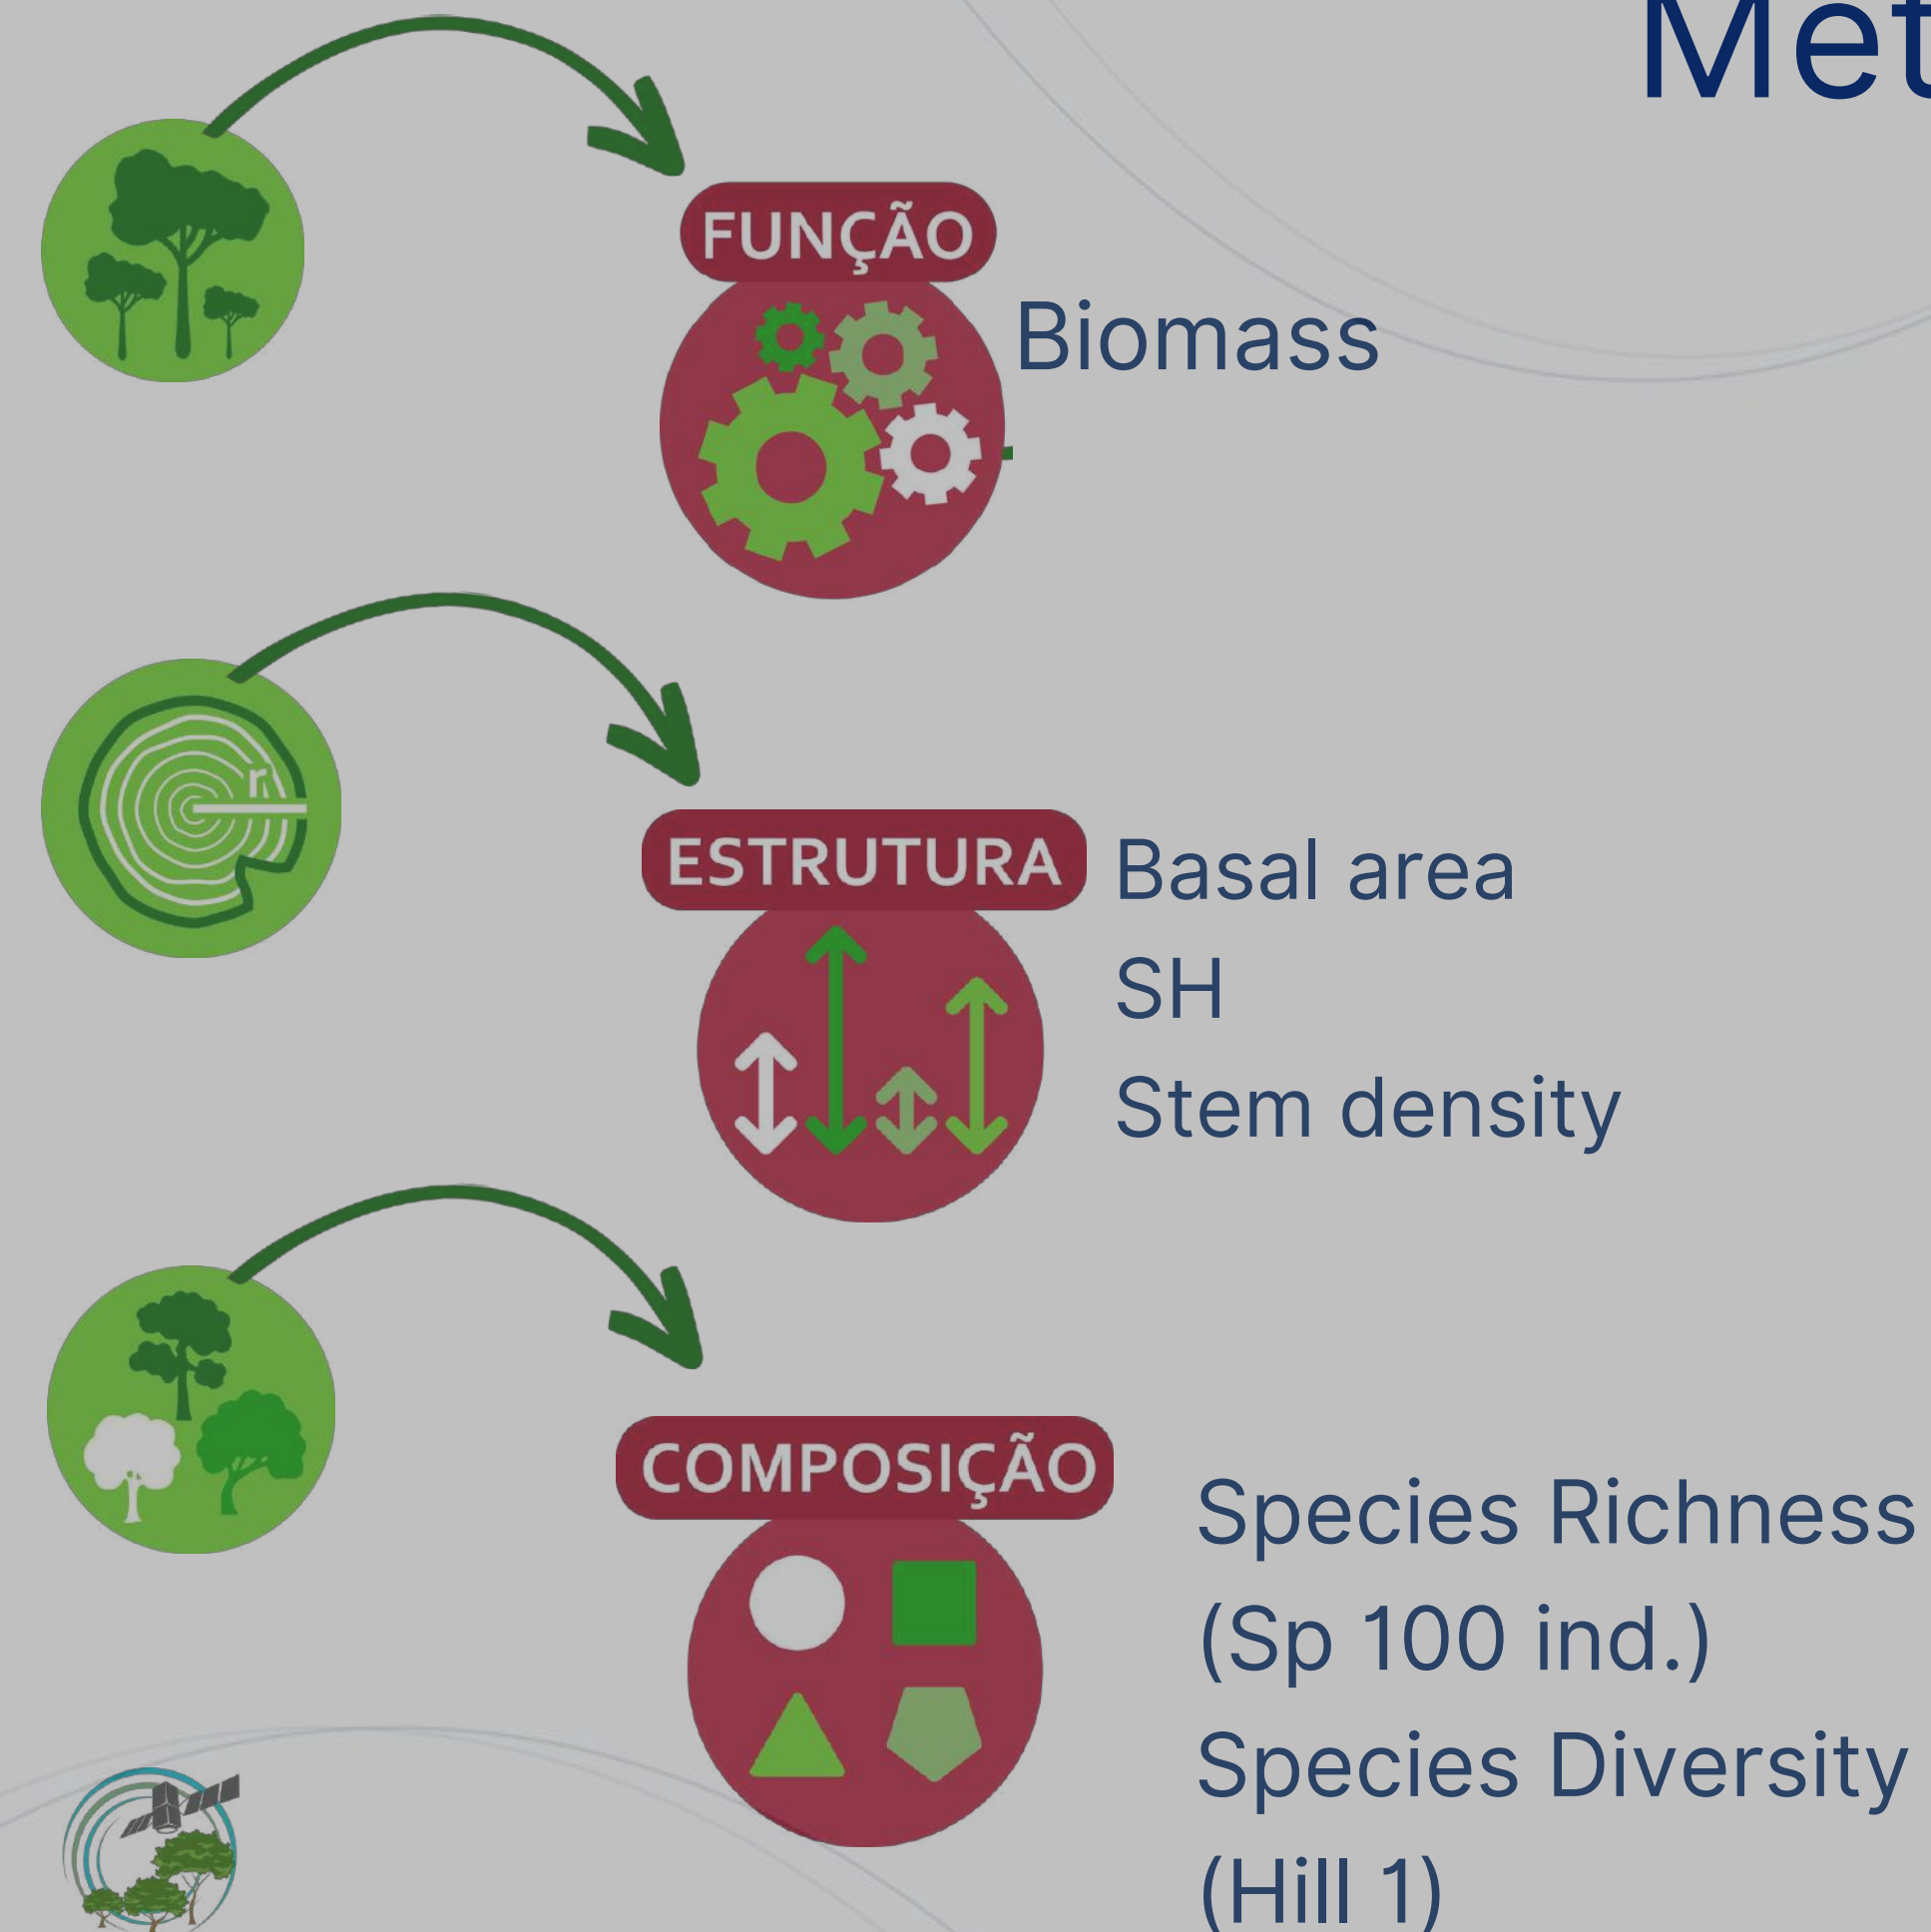 Met
FUNÇÃO
Biomass
r
ESTRUTURA
Basal area
SH
Stem density
COMPOSIÇÃO
Species Richness
(Sp 100 ind.)
Species Diversity
(Hill 1)